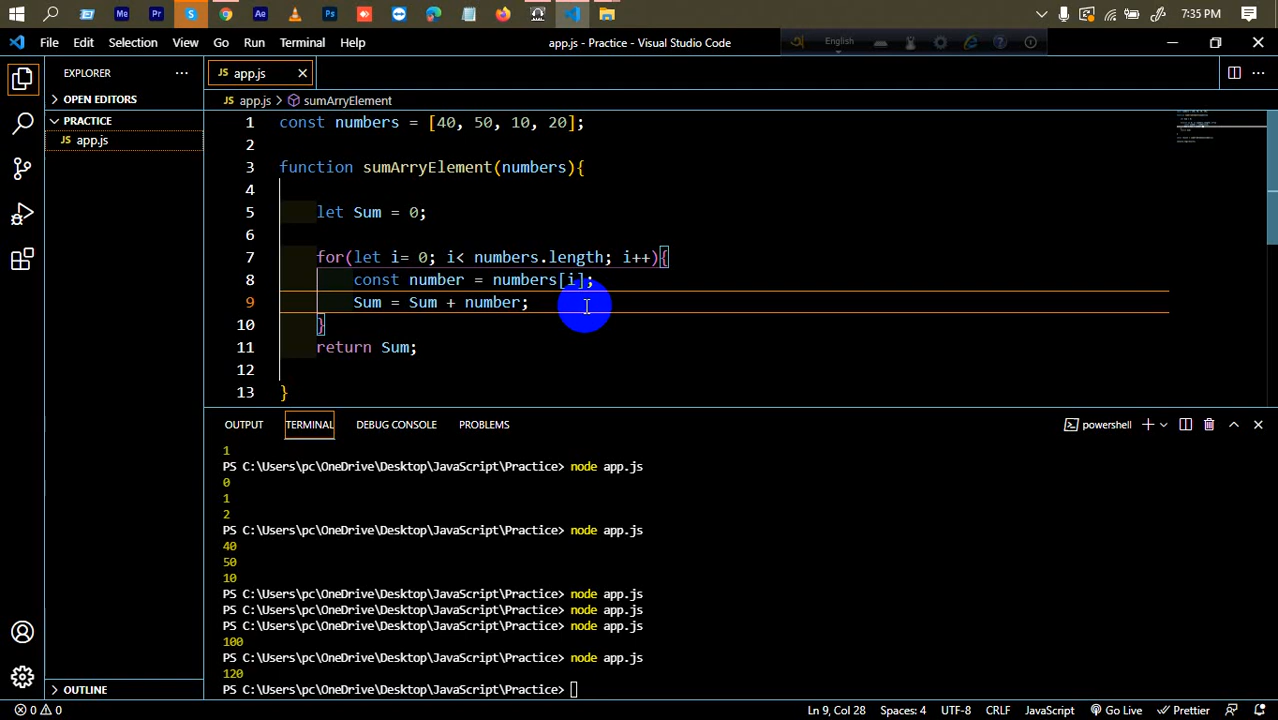 7:35 PM
File Edit Selection View Go Run Terminal Help
app.js - Practice - Visual Studio Code
English
EXPLORER
OPEN EDITORS
PRACTICE
app.js
OUTLINE
app.js
app.js > sumArryElement
1 const numbers = [40, 50, 10, 20];
2
3 function sumArryElement(numbers){
4
5 let Sum = 0;
6
7 for(let i= 0; i< numbers.length; i++){
8 const number = numbers[i];
9 Sum = Sum + number;
10 }
11 return Sum;
12
13 }
OUTPUT TERMINAL DEBUG CONSOLE PROBLEMS
powershell
1
PS C:\Users\pc\OneDrive\Desktop\JavaScript\Practice> node app.js
0
1
2
PS C:\Users\pc\OneDrive\Desktop\JavaScript\Practice> node app.js
40
50
10
PS C:\Users\pc\OneDrive\Desktop\JavaScript\Practice> node app.js
PS C:\Users\pc\OneDrive\Desktop\JavaScript\Practice> node app.js
PS C:\Users\pc\OneDrive\Desktop\JavaScript\Practice> node app.js
100
PS C:\Users\pc\OneDrive\Desktop\JavaScript\Practice> node app.js
120
PS C:\Users\pc\OneDrive\Desktop\JavaScript\Practice>
0 0
Ln 9, Col 28 Spaces: 4 UTF-8 CRLF JavaScript Go Live Prettier